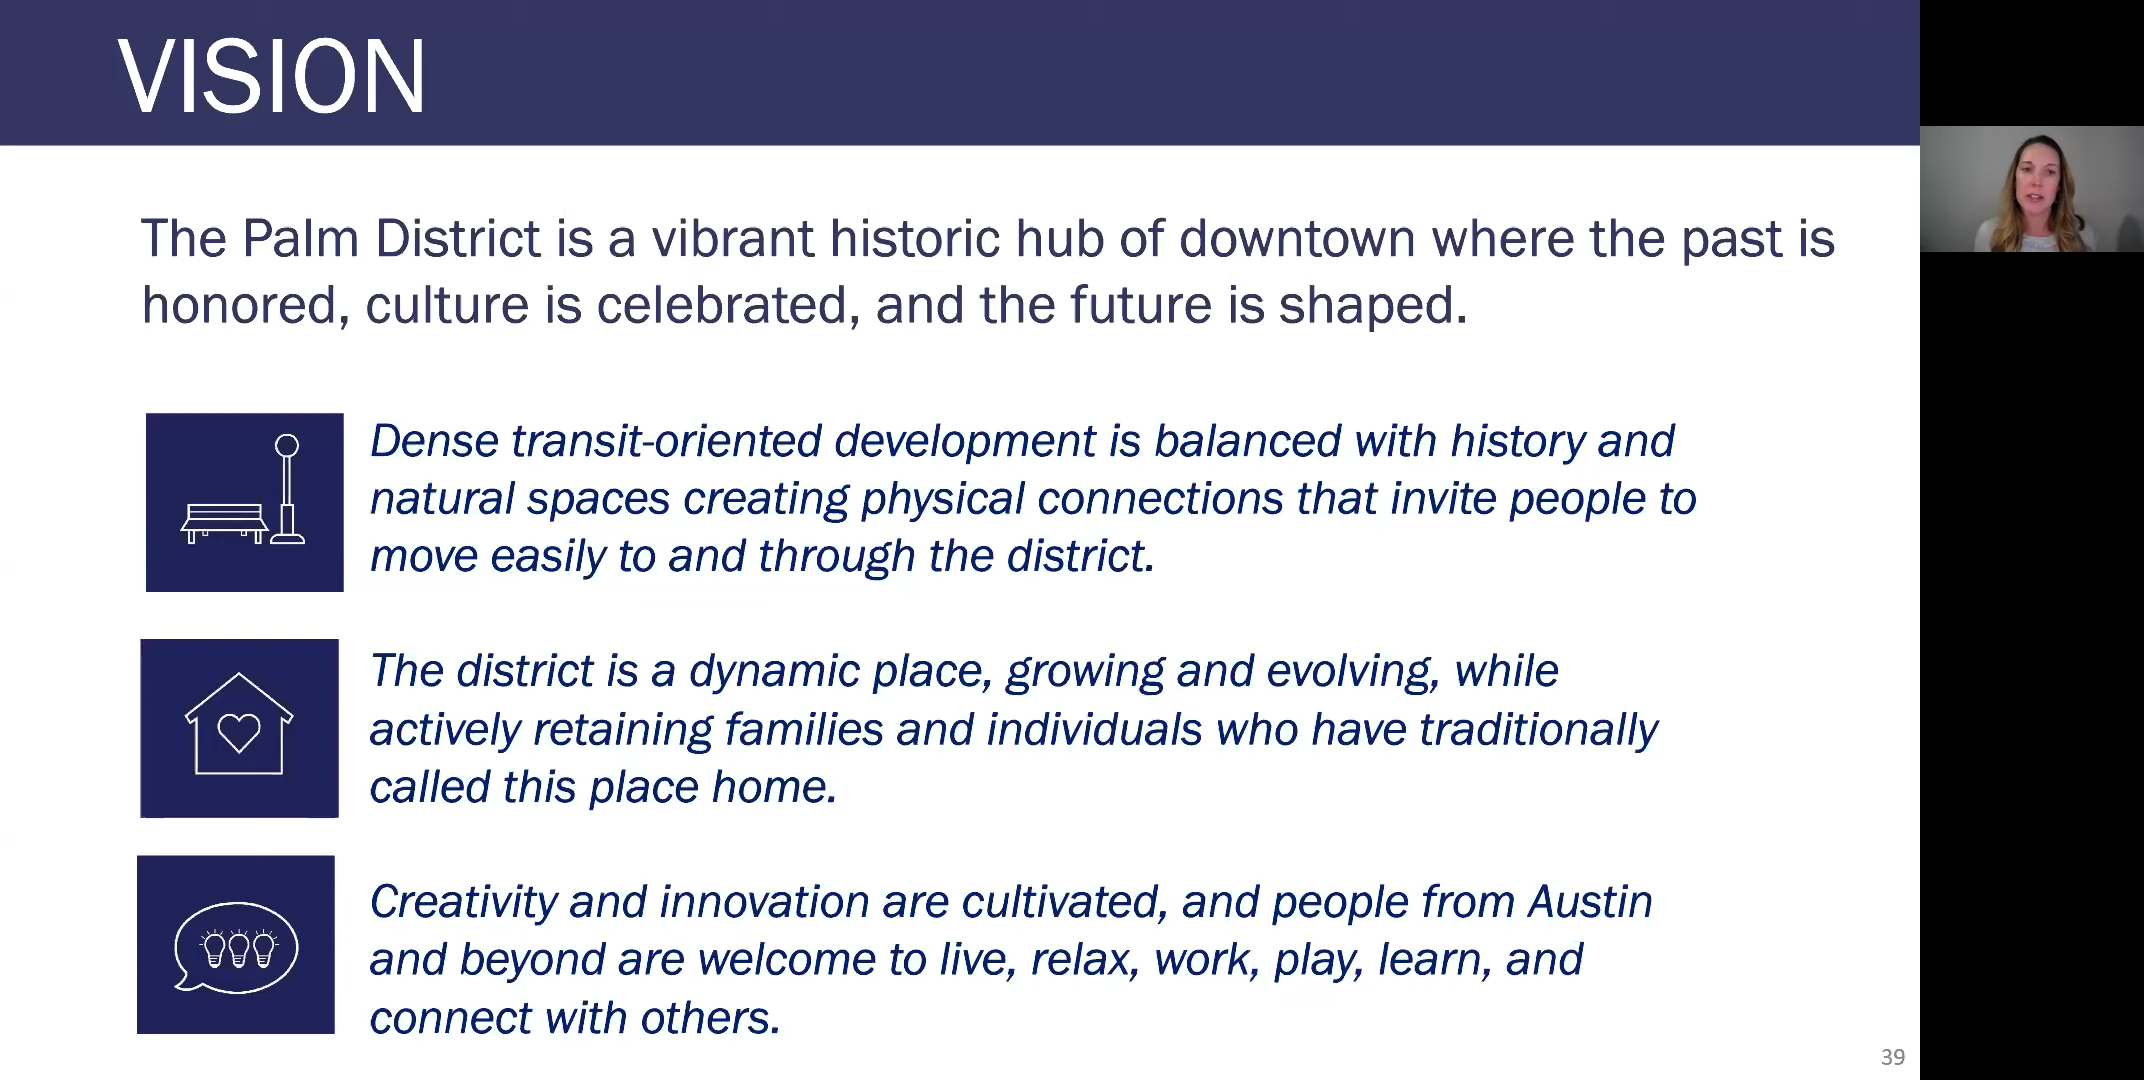 VISION
The Palm District is a vibrant historic hub of downtown where the past is
honored, culture is celebrated, and the future is shaped.
Dense transit-oriented development is balanced with history and
natural spaces creating physical connections that invite people to
move easily to and through the district.
The district is a dynamic place, growing and evolving, while
actively retaining families and individuals who have traditionally
called this place home.
Creativity and innovation are cultivated, and people from Austin
and beyond are welcome to live, relax, work, play, learn, and
connect with others.
39